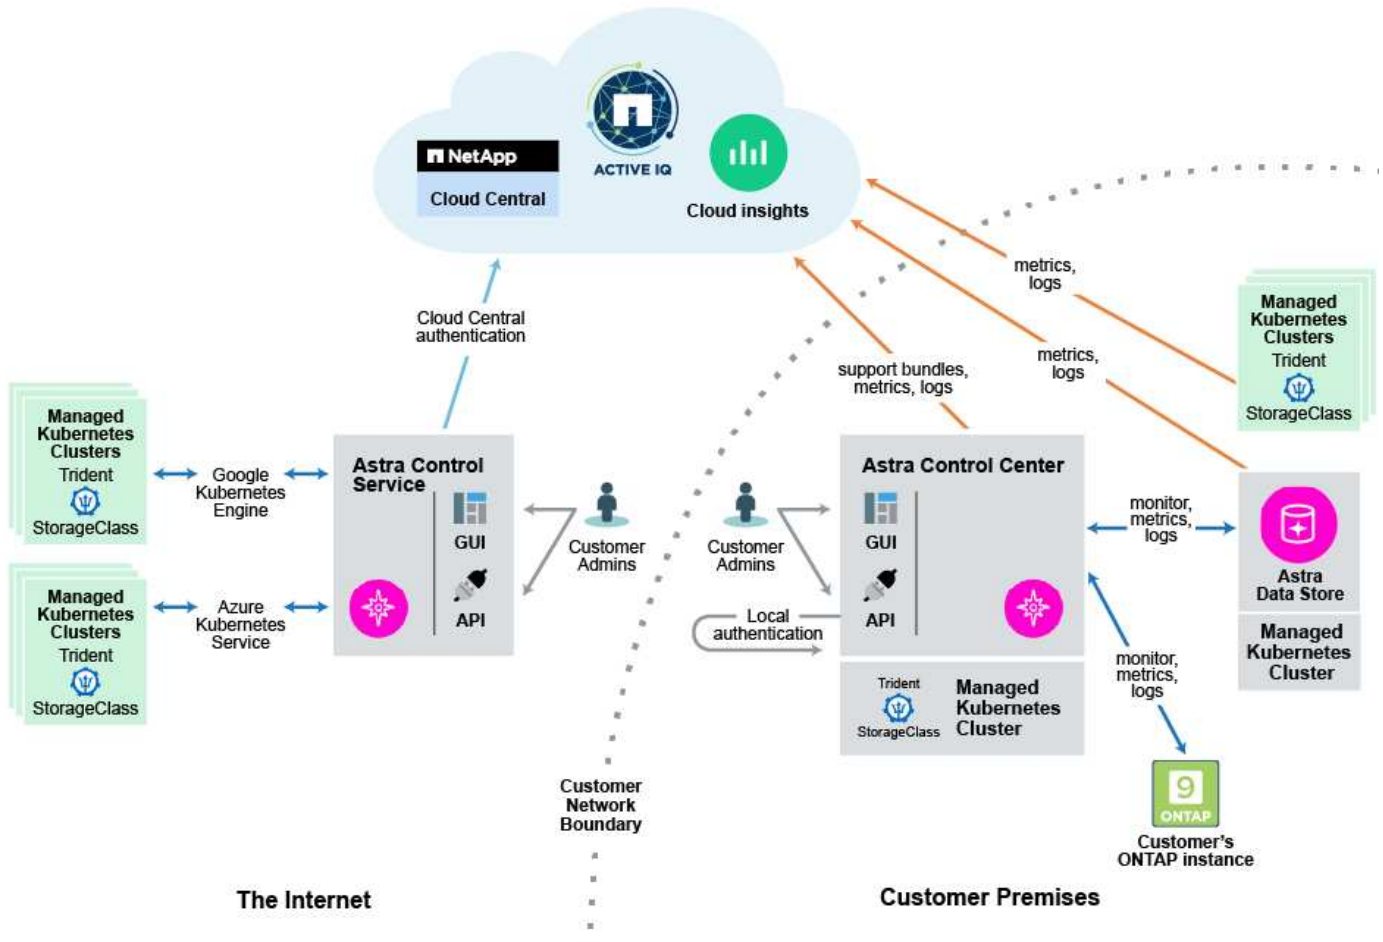 NetApp
Cloud Central
ACTIVE IQ
Cloud insights
Cloud Central
authentication
metrics,
logs
metrics,
logs
support bundles,
metrics, logs
Managed
Kubernetes
Clusters
Trident
StorageClass
Managed
Kubernetes
Clusters
Trident
StorageClass
Google
Kubernetes
Engine
Managed
Kubernetes
Clusters
Trident
StorageClass
Azure
Kubernetes
Service
Astra Control
Service
GUI
API
Customer
Admins
Customer
Admins
Local
authentication
Astra Control Center
GUI
API
Trident
StorageClass
Managed
Kubernetes
Cluster
monitor,
metrics,
logs
Astra
Data Store
Managed
Kubernetes
Cluster
monitor,
metrics,
logs
9
ONTAP
Customer's
ONTAP instance
Customer
Network
Boundary
The Internet
Customer Premises